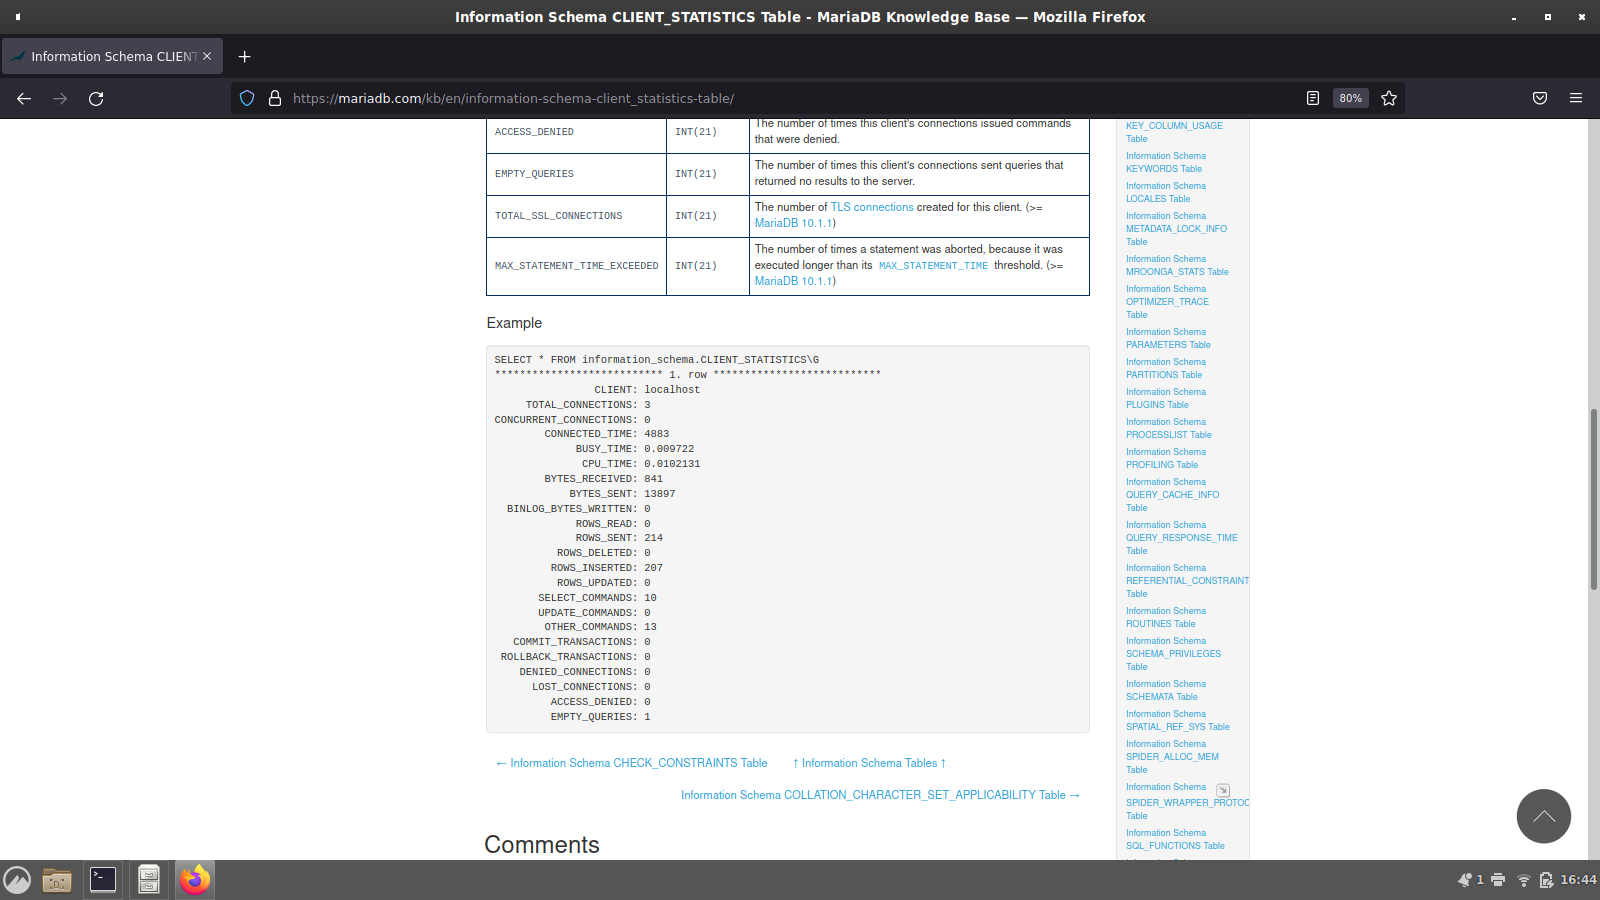 Information Schema CLIENT_STATISTICS Table - MariaDB Knowledge Base — Mozilla Firefox
Information Schema CLIENT
https://mariadb.com/kb/en/information-schema-client_statistics-table/
80%
ACCESS_DENIED INT(21) The number of times this client's connections issued commands
that were denied.
EMPTY_QUERIES INT(21) The number of times this client's connections sent queries that
returned no results to the server.
TOTAL_SSL_CONNECTIONS INT(21) The number of TLS connections created for this client. (>=
MariaDB 10.1.1)
MAX_STATEMENT_TIME_EXCEEDED INT(21) The number of times a statement was aborted, because it was
executed longer than its MAX_STATEMENT_TIME threshold. (>=
MariaDB 10.1.1)
Example
SELECT * FROM information_schema.CLIENT_STATISTICS\G
*************************** 1. row ***************************
CLIENT: localhost
TOTAL_CONNECTIONS: 3
CONCURRENT_CONNECTIONS: 0
CONNECTED_TIME: 4883
BUSY_TIME: 0.009722
CPU_TIME: 0.0102131
BYTES_RECEIVED: 841
BYTES_SENT: 13897
BINLOG_BYTES_WRITTEN: 0
ROWS_READ: 0
ROWS_SENT: 214
ROWS_DELETED: 0
ROWS_INSERTED: 207
ROWS_UPDATED: 0
SELECT_COMMANDS: 10
UPDATE_COMMANDS: 0
OTHER_COMMANDS: 13
COMMIT_TRANSACTIONS: 0
ROLLBACK_TRANSACTIONS: 0
DENIED_CONNECTIONS: 0
LOST_CONNECTIONS: 0
ACCESS_DENIED: 0
EMPTY_QUERIES: 1
← Information Schema CHECK_CONSTRAINTS Table ↑ Information Schema Tables ↑
Information Schema COLLATION_CHARACTER_SET_APPLICABILITY Table →
Comments
KEY_COLUMN_USAGE
Table
Information Schema
KEYWORDS Table
Information Schema
LOCALES Table
Information Schema
METADATA_LOCK_INFO
Table
Information Schema
MROONGA_STATS Table
Information Schema
OPTIMIZER_TRACE
Table
Information Schema
PARAMETERS Table
Information Schema
PARTITIONS Table
Information Schema
PLUGINS Table
Information Schema
PROCESSLIST Table
Information Schema
PROFILING Table
Information Schema
QUERY_CACHE_INFO
Table
Information Schema
QUERY_RESPONSE_TIME
Table
Information Schema
REFERENTIAL_CONSTRAINT
Table
Information Schema
ROUTINES Table
Information Schema
SCHEMA_PRIVILEGES
Table
Information Schema
SCHEMATA Table
Information Schema
SPATIAL_REF_SYS Table
Information Schema
SPIDER_ALLOC_MEM
Table
Information Schema
SPIDER_WRAPPER_PROTOC
Table
Information Schema
SQL_FUNCTIONS Table
1
16:44